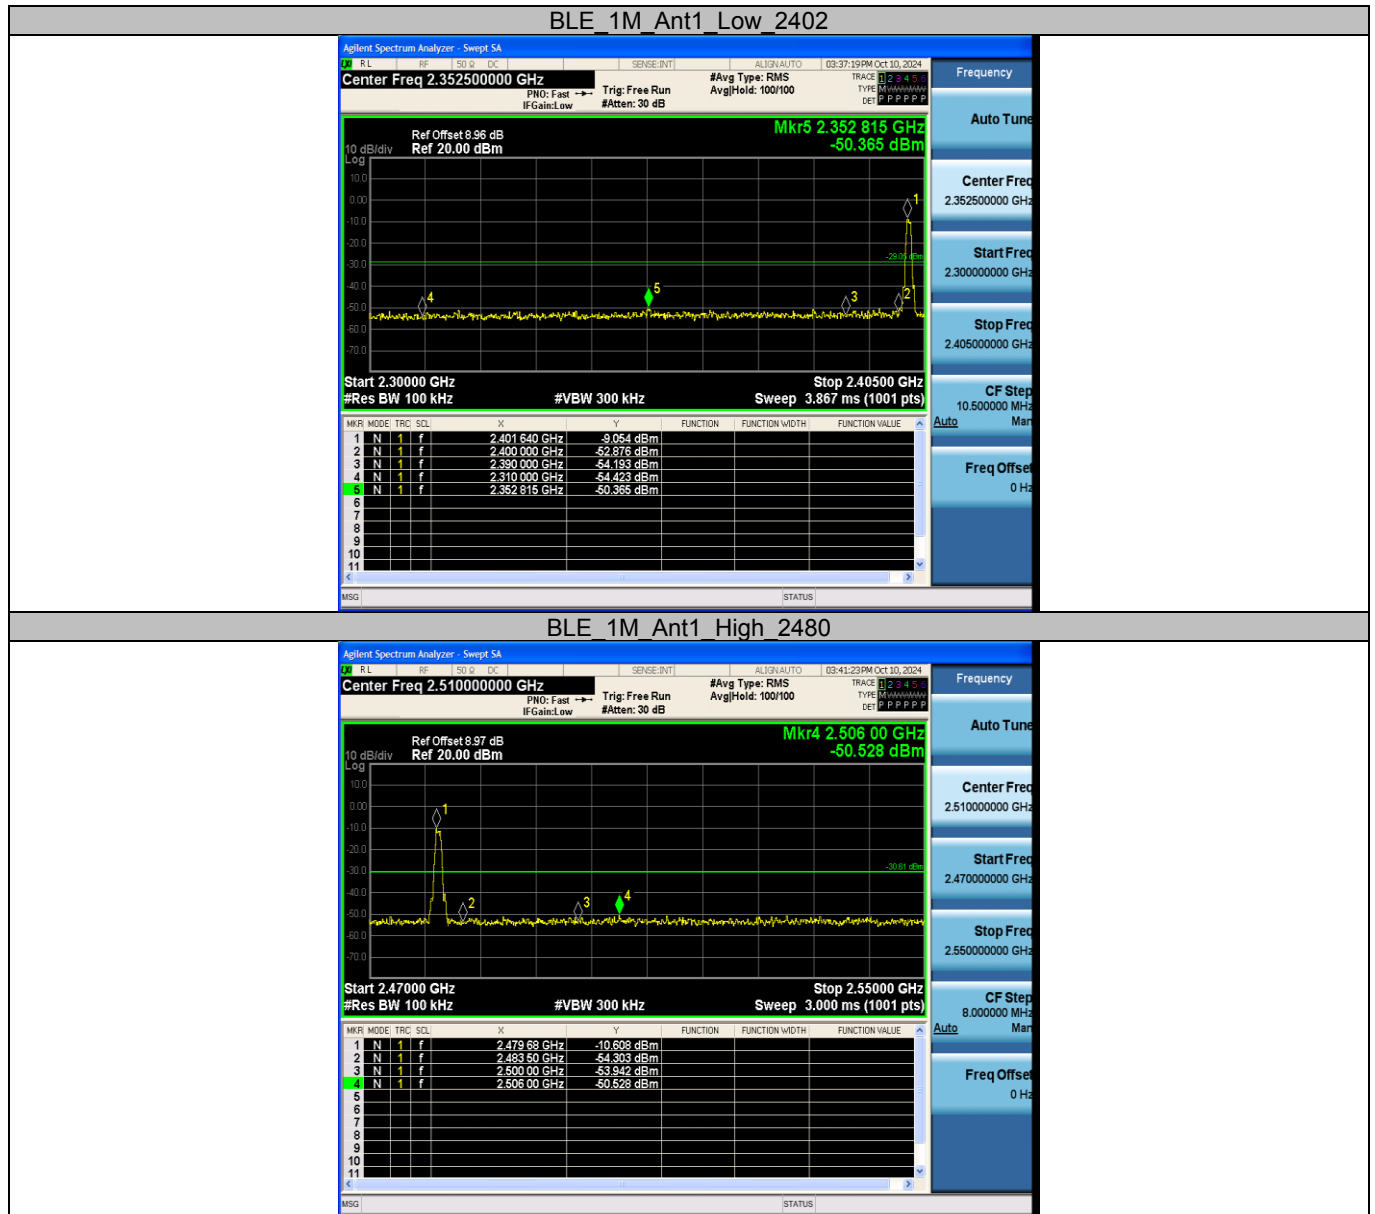 BLE_1M_Ant1_Low_2402
Agilent Spectrum Analyzer - Swept SA
LXI RL RF 50 Ω DC SENSE:INT ALIGNAUTO 03:37:19 PM Oct 10, 2024
Center Freq 2.352500000 GHz
PNO: Fast
IFGain:Low
Trig: Free Run
#Atten: 30 dB
#Avg Type: RMS
Avg|Hold: 100/100
TRACE 1 2 3 4 5 6
TYPE M
DET P P P P P P
Frequency
Mkr5 2.352 815 GHz
-50.365 dBm
Ref Offset 8.96 dB
10 dB/div Ref 20.00 dBm
Log
10.0
0.00
-10.0
-20.0
-30.0
-40.0
-50.0
-60.0
-70.0
-29.05 dBm
1
2
3
4
5
Start 2.30000 GHz Stop 2.40500 GHz
#Res BW 100 kHz #VBW 300 kHz Sweep 3.867 ms (1001 pts)
MKR MODE TRC SCL X Y FUNCTION FUNCTION WIDTH FUNCTION VALUE
1 N 1 f 2.401 640 GHz -9.054 dBm
2 N 1 f 2.400 000 GHz -52.876 dBm
3 N 1 f 2.390 000 GHz -54.193 dBm
4 N 1 f 2.310 000 GHz -54.423 dBm
5 N 1 f 2.352 815 GHz -50.365 dBm
6
7
8
9
10
11
MSG STATUS
Auto Tune
Center Freq
2.352500000 GHz
Start Freq
2.300000000 GHz
Stop Freq
2.405000000 GHz
CF Step
10.500000 MHz
Auto Man
Freq Offset
0 Hz
BLE_1M_Ant1_High_2480
Agilent Spectrum Analyzer - Swept SA
LXI RL RF 50 Ω DC SENSE:INT ALIGNAUTO 03:41:23 PM Oct 10, 2024
Center Freq 2.510000000 GHz
PNO: Fast
IFGain:Low
Trig: Free Run
#Atten: 30 dB
#Avg Type: RMS
Avg|Hold: 100/100
TRACE 1 2 3 4 5 6
TYPE M
DET P P P P P P
Frequency
Mkr4 2.506 00 GHz
-50.528 dBm
Ref Offset 8.97 dB
10 dB/div Ref 20.00 dBm
Log
10.0
0.00
-10.0
-20.0
-30.0
-40.0
-50.0
-60.0
-70.0
-30.61 dBm
1
2
3
4
Start 2.47000 GHz Stop 2.55000 GHz
#Res BW 100 kHz #VBW 300 kHz Sweep 3.000 ms (1001 pts)
MKR MODE TRC SCL X Y FUNCTION FUNCTION WIDTH FUNCTION VALUE
1 N 1 f 2.479 68 GHz -10.608 dBm
2 N 1 f 2.483 50 GHz -54.303 dBm
3 N 1 f 2.500 00 GHz -53.942 dBm
4 N 1 f 2.506 00 GHz -50.528 dBm
5
6
7
8
9
10
11
MSG STATUS
Auto Tune
Center Freq
2.510000000 GHz
Start Freq
2.470000000 GHz
Stop Freq
2.550000000 GHz
CF Step
8.000000 MHz
Auto Man
Freq Offset
0 Hz